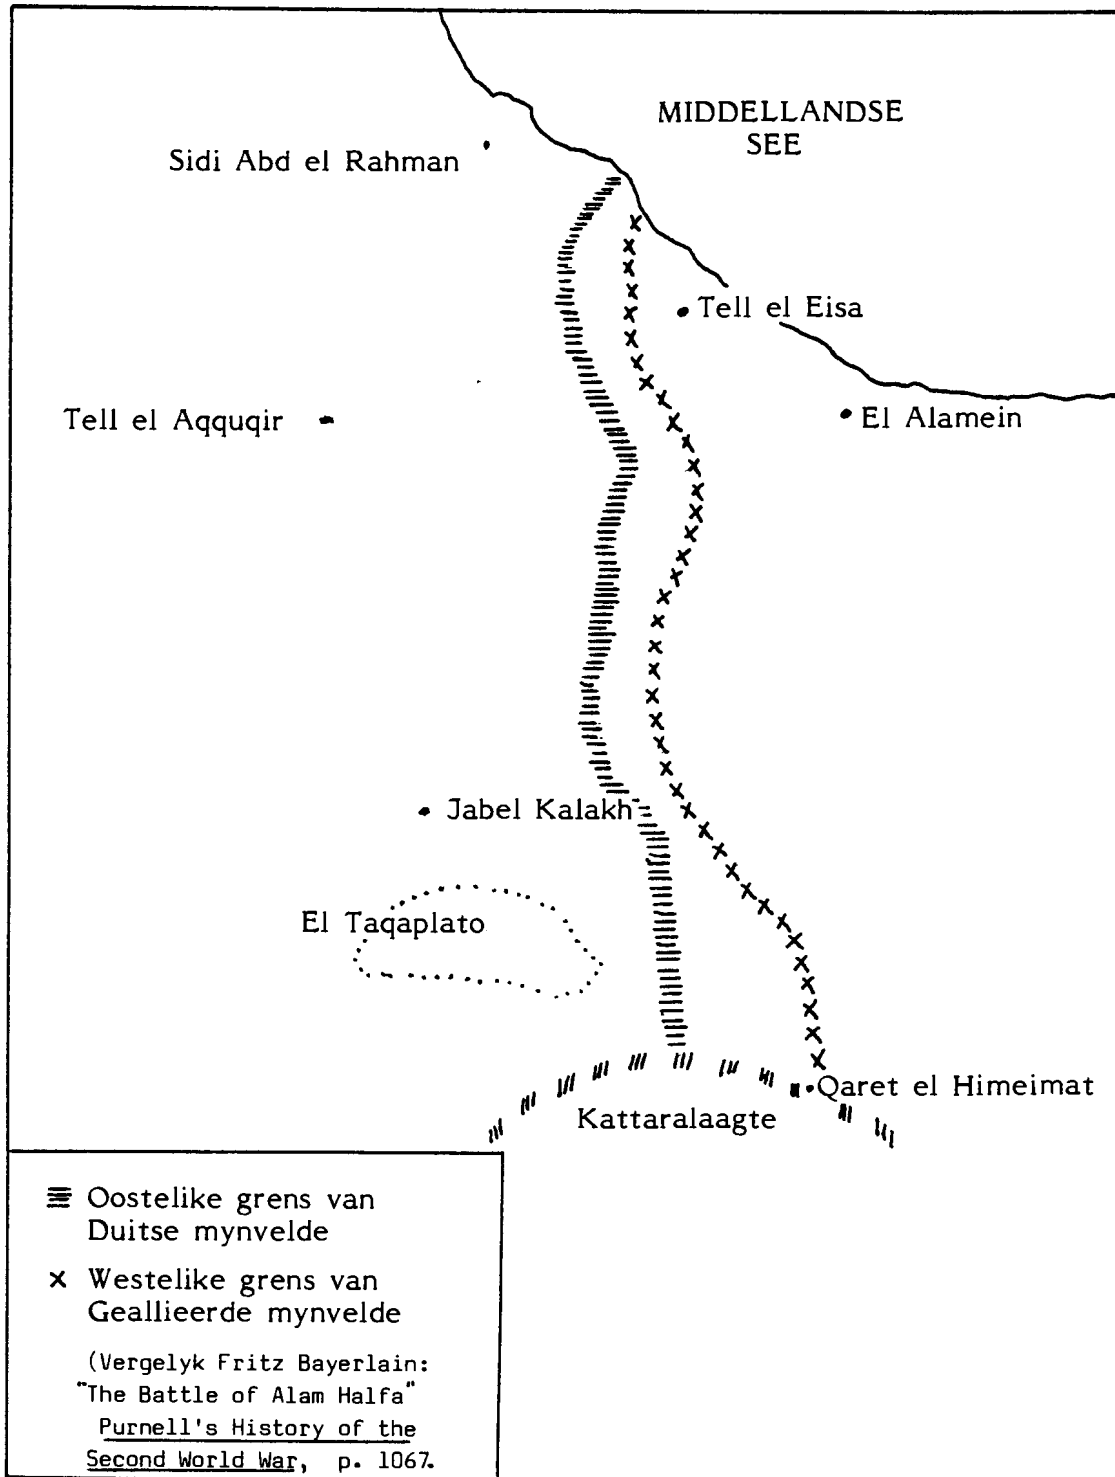 MIDDELLANDSE
SEE
Sidi Abd el Rahman
Tell el Eisa
Tell el Aqquqir
El Alamein
Jabel Kalakh
El Taqaplato
Qaret el Himeimat
Kattaralaagte
Oostelike grens van
Duitse mynvelde
x Westelike grens van
Geallieerde mynvelde
(Vergelyk Fritz Bayerlain:
"The Battle of Alam Halfa"
Purnell's History of the
Second World War, p. 1067.